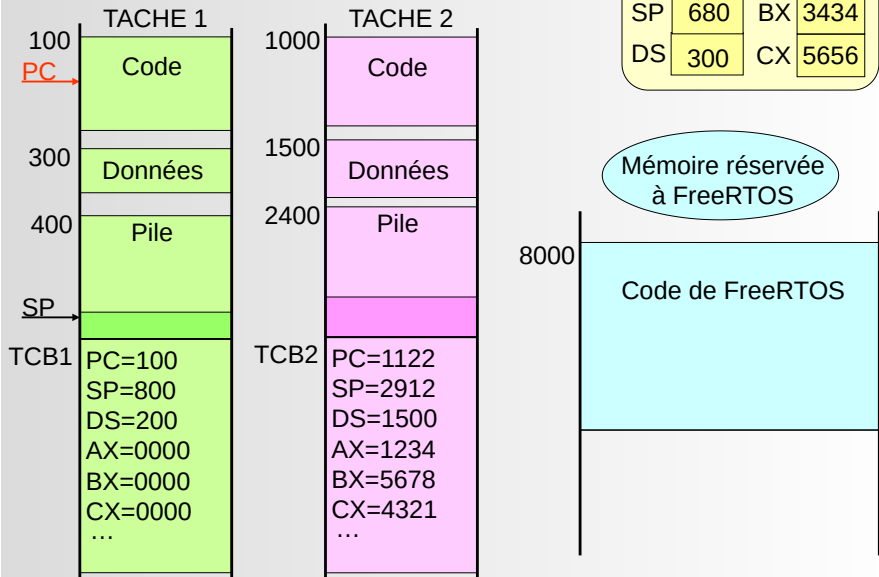 TACHE 1
100
PC
Code
300
Données
400
Pile
SP
TCB1
PC=100
SP=800
DS=200
AX=0000
BX=0000
CX=0000
…
TACHE 2
1000
Code
1500
Données
2400
Pile
TCB2
PC=1122
SP=2912
DS=1500
AX=1234
BX=5678
CX=4321
…
SP 680 BX 3434
DS 300 CX 5656
Mémoire réservée
à FreeRTOS
8000
Code de FreeRTOS